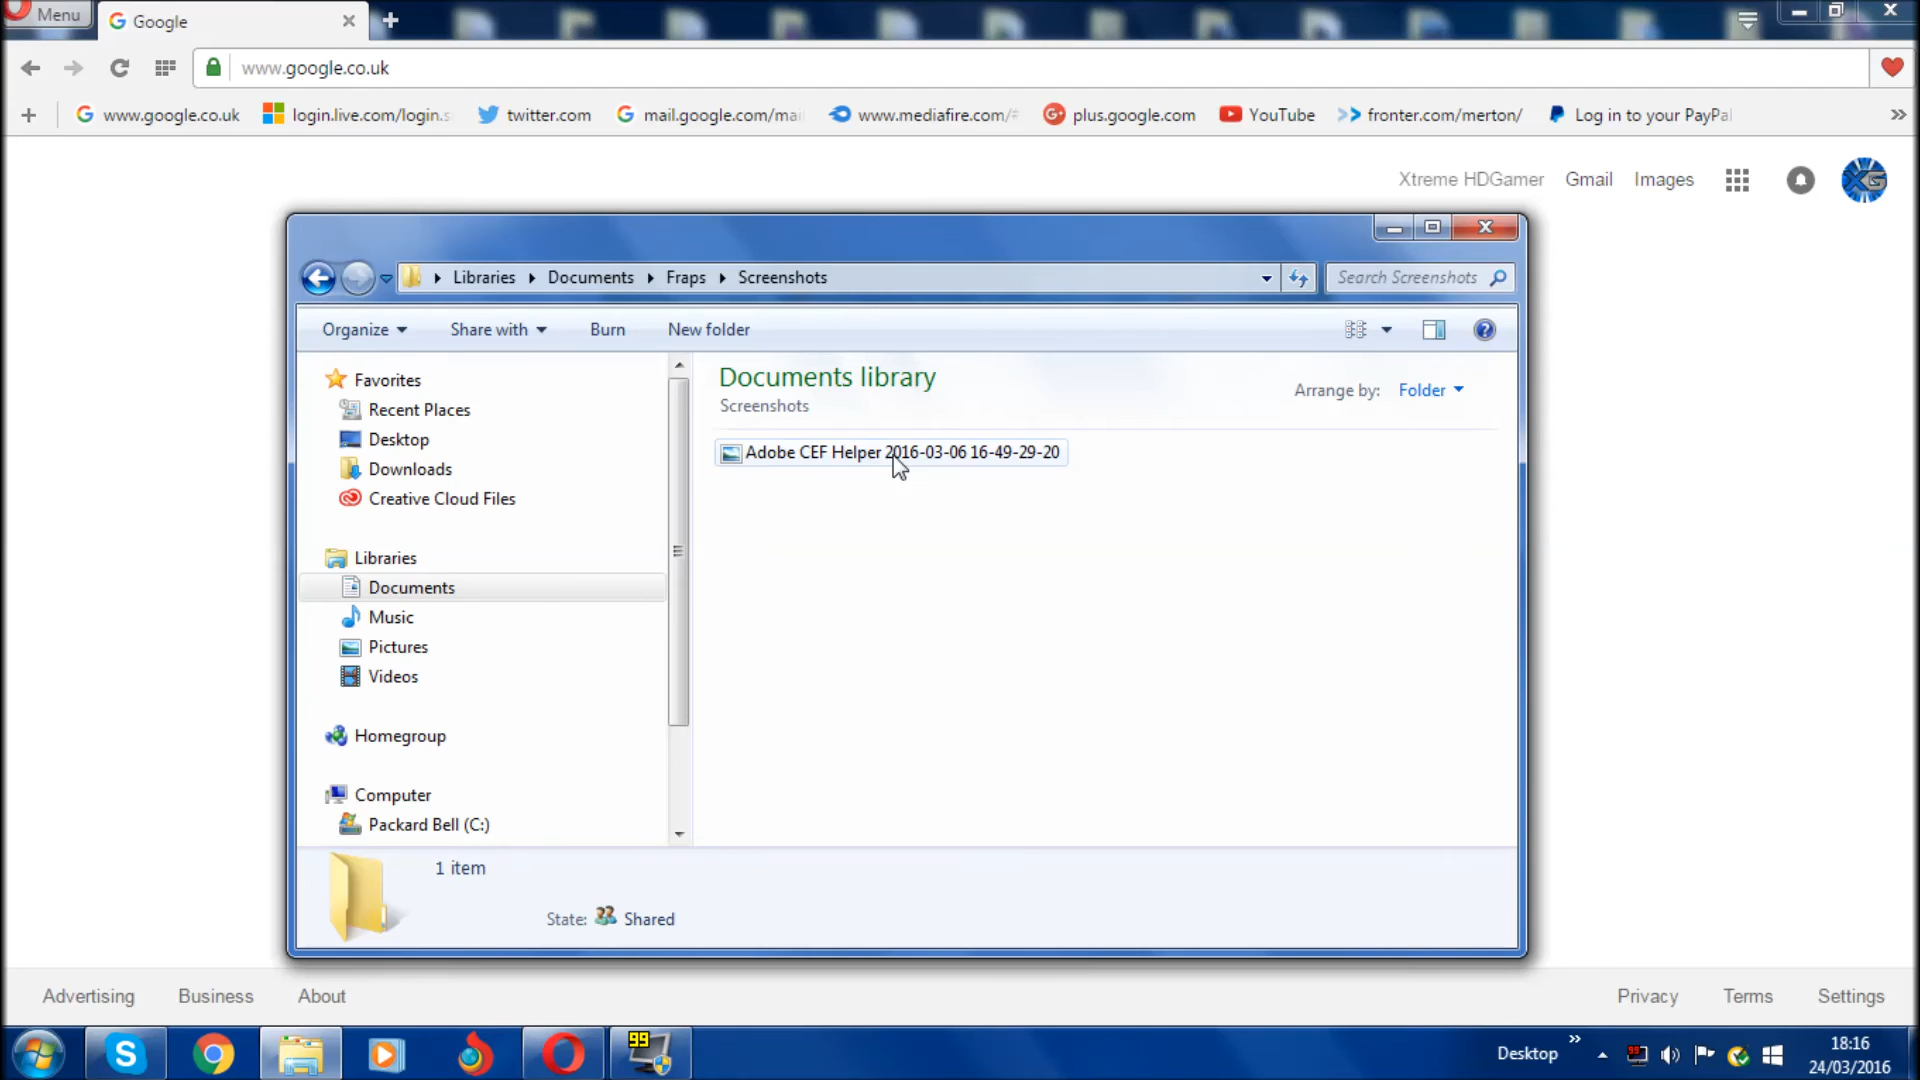 Menu
Google
www.google.co.uk
www.google.co.uk
login.live.com/login.s
twitter.com
mail.google.com/mai
www.mediafire.com/#
plus.google.com
YouTube
fronter.com/merton/
Log in to your PayPal
Xtreme HDGamer
Gmail
Images
XG
Libraries
Documents
Fraps
Screenshots
Search Screenshots
Organize
Share with
Burn
New folder
Favorites
Recent Places
Desktop
Downloads
Creative Cloud Files
Libraries
Documents
Music
Pictures
Videos
Homegroup
Computer
Packard Bell (C:)
Documents library
Screenshots
Arrange by: Folder
Adobe CEF Helper 2016-03-06 16-49-29-20
1 item
State: Shared
Advertising
Business
About
Privacy
Terms
Settings
99
Desktop
99
18:16
24/03/2016